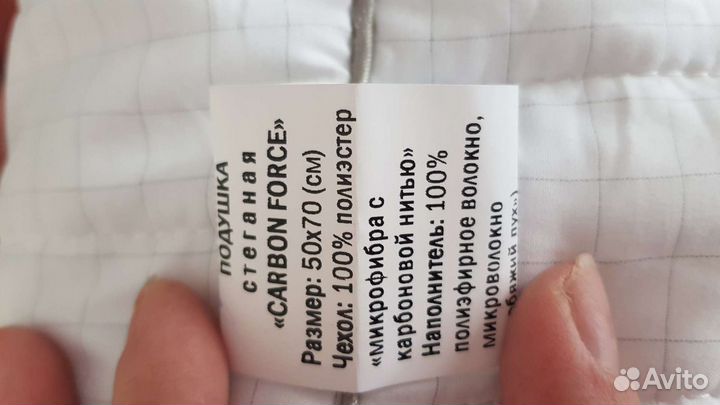 ПОДУШКА
стеганая
«CARBON FORCE»
Размер: 50х70 (см)
Чехол: 100% полиэстер
«микрофибра с
карбоновой нитью»
Наполнитель: 100%
полиэфирное волокно,
микроволокно
пух»)
Avito